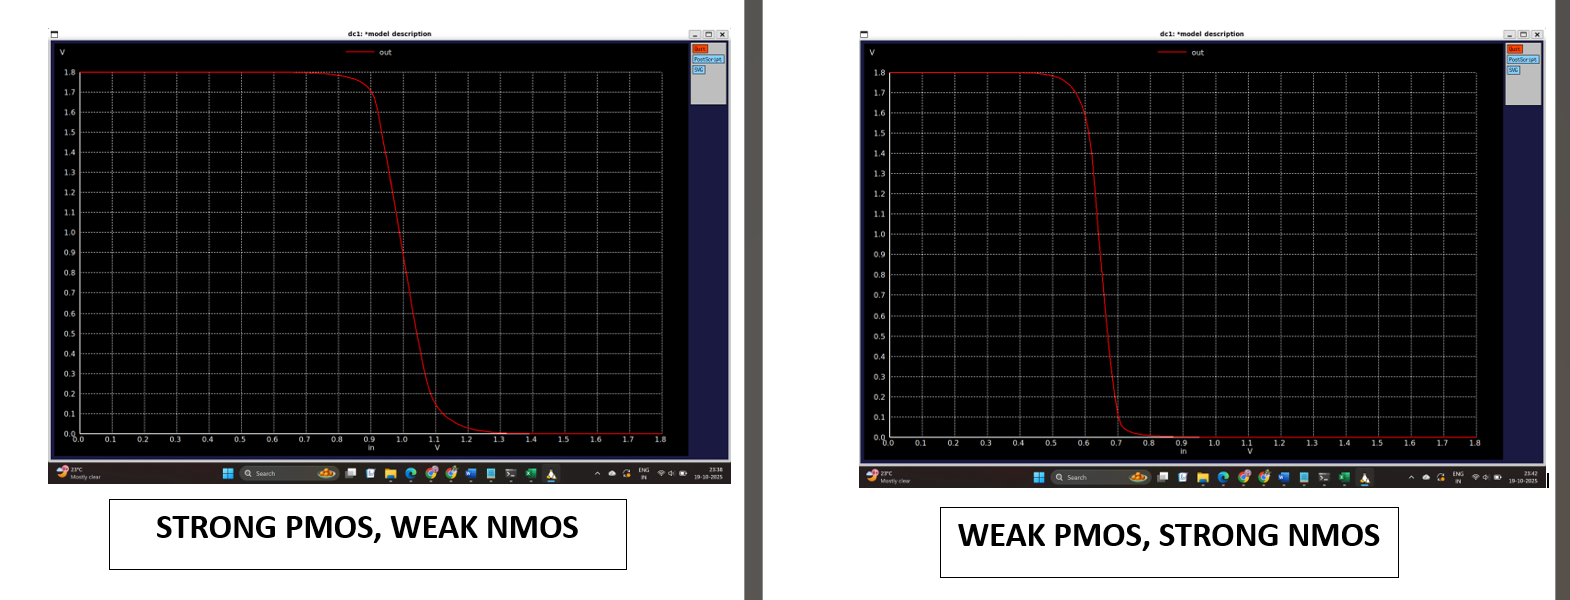 dc1: *model description
V
out
Quit
PostScript
SVG
1.8
1.7
1.6
1.5
1.4
1.3
1.2
1.1
1.0
0.9
0.8
0.7
0.6
0.5
0.4
0.3
0.2
0.1
0.0
0.0 0.1 0.2 0.3 0.4 0.5 0.6 0.7 0.8 0.9 1.0 1.1 1.2 1.3 1.4 1.5 1.6 1.7 1.8
in V
23°C
Mostly clear
Search
ENG
IN
23:38
19-10-2025
STRONG PMOS, WEAK NMOS
dc1: *model description
V
out
Quit
PostScript
SVG
1.8
1.7
1.6
1.5
1.4
1.3
1.2
1.1
1.0
0.9
0.8
0.7
0.6
0.5
0.4
0.3
0.2
0.1
0.0
0.0 0.1 0.2 0.3 0.4 0.5 0.6 0.7 0.8 0.9 1.0 1.1 1.2 1.3 1.4 1.5 1.6 1.7 1.8
in V
23°C
Mostly clear
Search
ENG
IN
23:42
19-10-2025
WEAK PMOS, STRONG NMOS